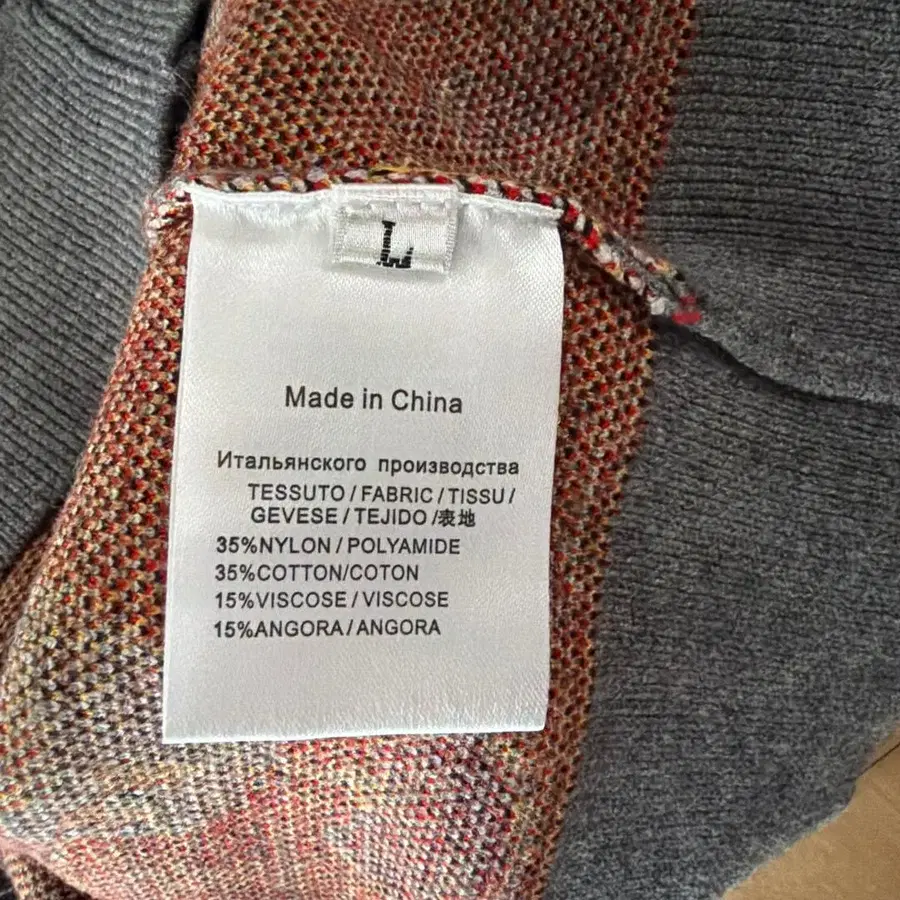 L
Made in China
Итальянского производства
TESSUTO / FABRIC / TISSU /
GEVESE / TEJIDO /表地
35%NYLON / POLYAMIDE
35%COTTON/COTON
15%VISCOSE / VISCOSE
15%ANGORA / ANGORA